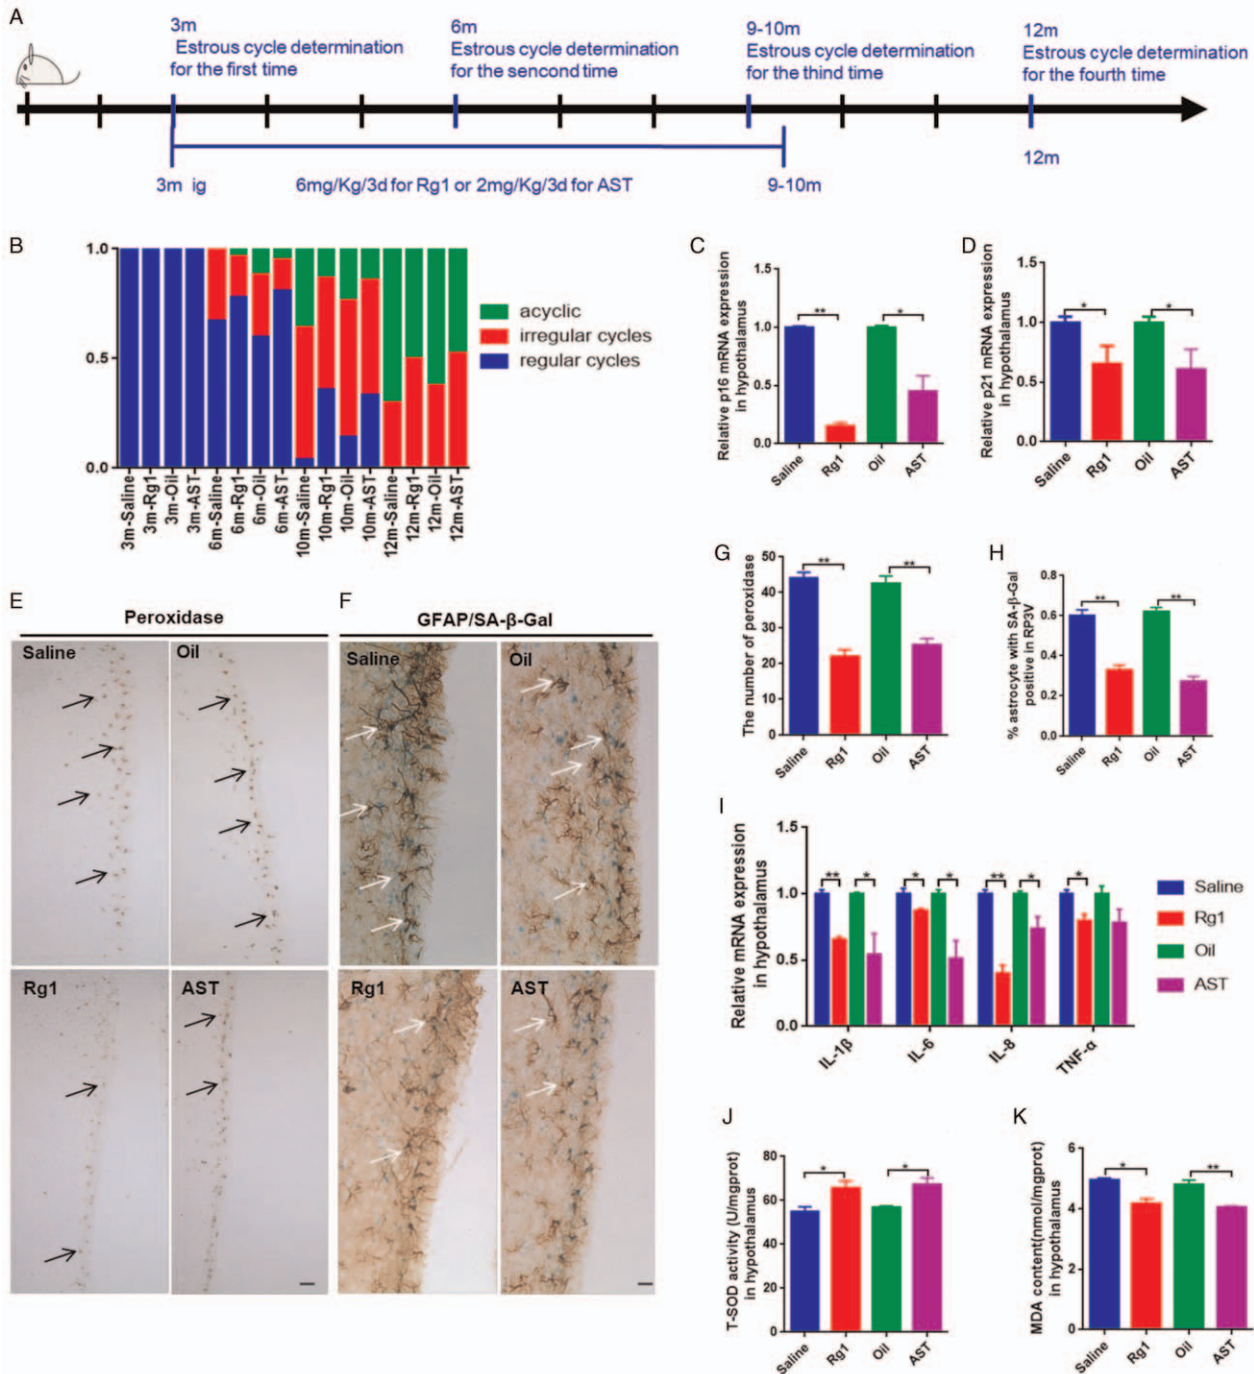 A
3m
Estrous cycle determination
for the first time
6m
Estrous cycle determination
for the sencond time
9-10m
Estrous cycle determination
for the thind time
12m
Estrous cycle determination
for the fourth time
3m ig
6mg/Kg/3d for Rg1 or 2mg/Kg/3d for AST
9-10m
12m
B
1.0
0.5
0.0
3m-Saline
3m-Rg1
3m-Oil
3m-AST
6m-Saline
6m-Rg1
6m-Oil
6m-AST
10m-Saline
10m-Rg1
10m-Oil
10m-AST
12m-Saline
12m-Rg1
12m-Oil
12m-AST
acyclic
irregular cycles
regular cycles
C
Relative p16 mRNA expression
in hypothalamus
1.5
1.0
0.5
0.0
**
*
Saline
Rg1
Oil
AST
D
Relative p21 mRNA expression
in hypothalamus
1.5
1.0
0.5
0.0
*
*
Saline
Rg1
Oil
AST
E
Peroxidase
Saline
Oil
Rg1
AST
F
GFAP/SA-β-Gal
Saline
Oil
Rg1
AST
G
The number of peroxidase
50
40
30
20
10
0
**
**
Saline
Rg1
Oil
AST
H
% astrocyte with SA-β-Gal
positive in RP3V
0.8
0.6
0.4
0.2
0.0
**
**
Saline
Rg1
Oil
AST
I
Relative mRNA expression
in hypothalamus
1.5
1.0
0.5
0.0
**
*
*
*
**
*
*
IL-1β
IL-6
IL-8
TNF-α
Saline
Rg1
Oil
AST
J
T-SOD activity (U/mgprot)
in hypothalamus
80
60
40
20
0
*
*
Saline
Rg1
Oil
AST
K
MDA content(nmol/mgprot)
in hypothalamus
6
4
2
0
*
**
Saline
Rg1
Oil
AST